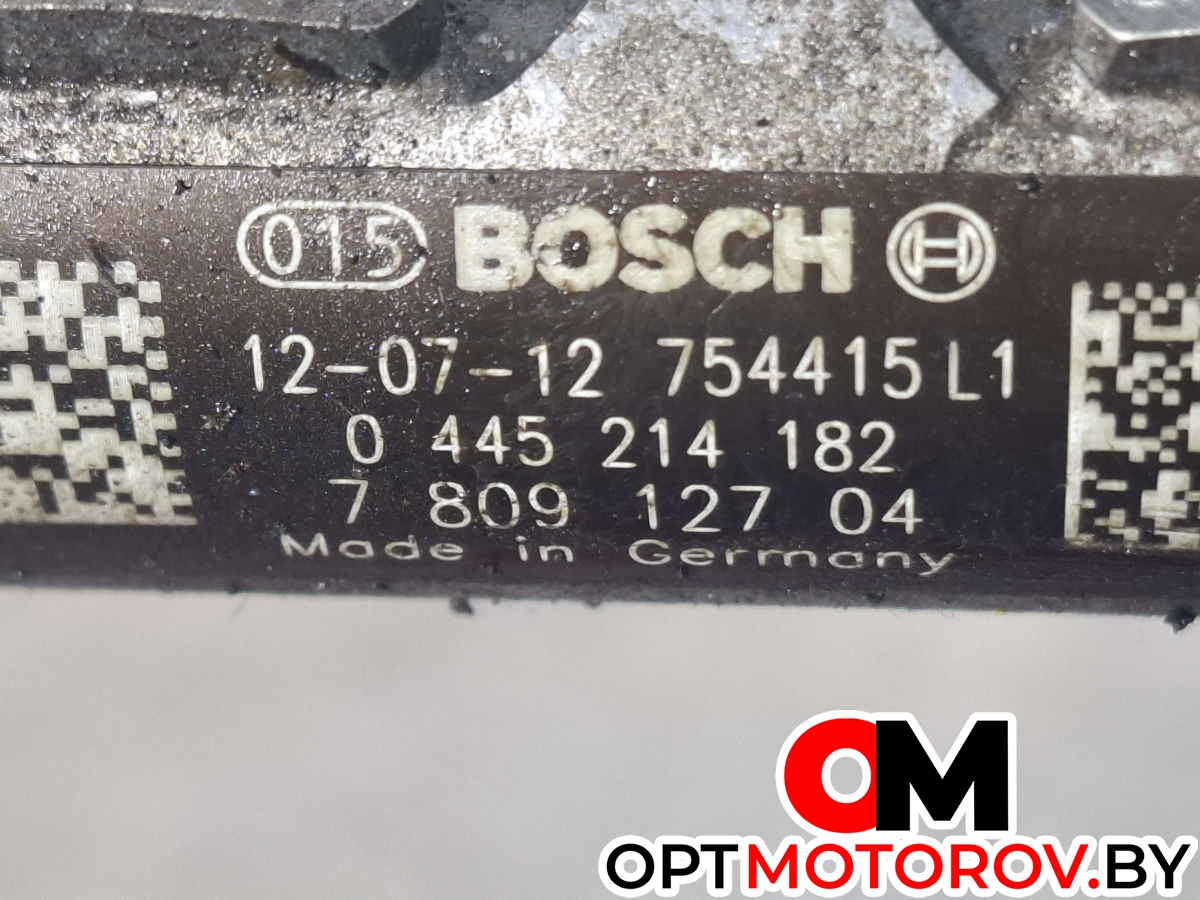 015 BOSCH
12-07-12 754415 L1
0 445 214 182
7 809 127 04
Made in Germany
OM
OPTMOTOROV.BY